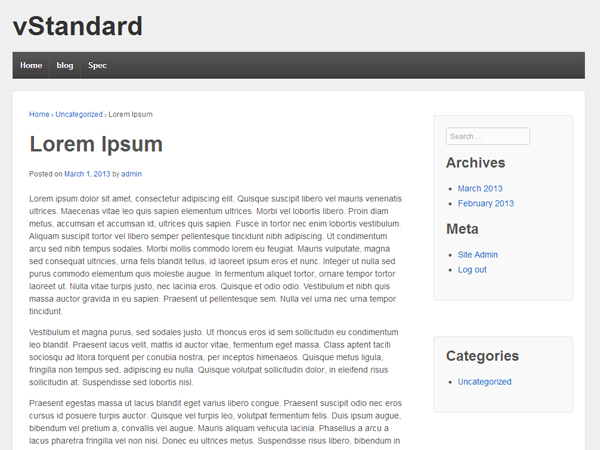 vStandard
Home blog Spec
Home › Uncategorized › Lorem Ipsum
Lorem Ipsum
Posted on March 1, 2013 by admin
Lorem ipsum dolor sit amet, consectetur adipiscing elit. Quisque suscipit libero vel mauris venenatis
ultrices. Maecenas vitae leo quis sapien elementum ultrices. Morbi vel lobortis libero. Proin diam
metus, accumsan et accumsan id, ultrices quis sapien. Fusce in tortor nec enim lobortis vestibulum.
Aliquam suscipit tortor vel libero semper pellentesque tincidunt nibh adipiscing. Ut condimentum
arcu sed nibh tempus sodales. Morbi mollis commodo lorem eu feugiat. Mauris vulputate, magna
sed consequat ultricies, urna felis blandit tellus, id laoreet ipsum eros et nunc. Integer ut nulla sed
purus commodo elementum quis molestie augue. In fermentum aliquet tortor, ornare tempor tortor
laoreet ut. Nulla vitae turpis justo, nec lacinia eros. Quisque et odio odio. Vestibulum et nibh quis
massa auctor gravida in eu sapien. Praesent ut pellentesque sem. Nulla vel urna nec urna tempor
tincidunt.
Vestibulum et magna purus, sed sodales justo. Ut rhoncus eros id sem sollicitudin eu condimentum
leo blandit. Praesent lacus velit, mattis id auctor vitae, fermentum eget massa. Class aptent taciti
sociosqu ad litora torquent per conubia nostra, per inceptos himenaeos. Quisque metus ligula,
fringilla non tempus sed, adipiscing eu nulla. Quisque volutpat sollicitudin dolor, in eleifend risus
sollicitudin at. Suspendisse sed lobortis nisl.
Praesent egestas massa ut lacus blandit eget varius libero congue. Praesent suscipit odio nec eros
cursus id posuere turpis auctor. Quisque vel turpis leo, volutpat fermentum felis. Duis ipsum augue,
bibendum vel pretium a, convallis vel augue. Mauris aliquam vehicula lacinia. Phasellus a arcu a
lacus pharetra fringilla vel non nisi. Donec eu ultrices metus. Suspendisse risus libero, bibendum in
Search ...
Archives
March 2013
February 2013
Meta
Site Admin
Log out
Categories
Uncategorized